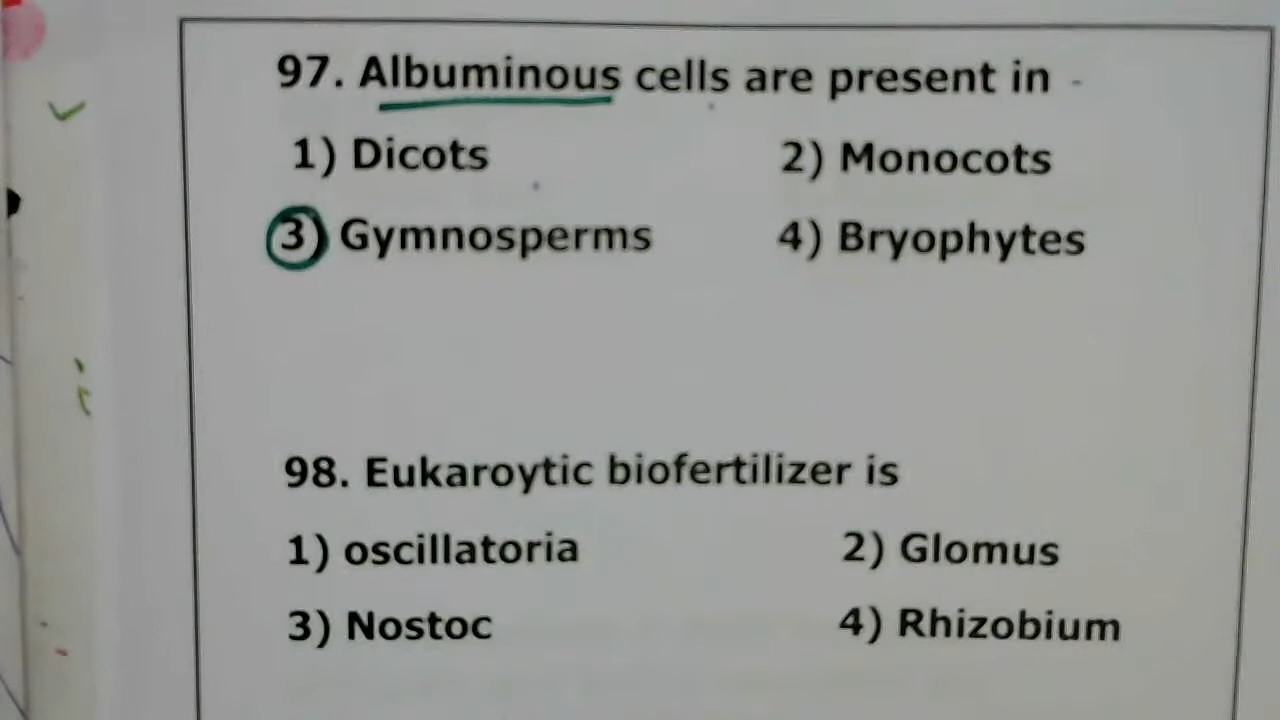 97. Albuminous cells are present in -
1) Dicots 2) Monocots
3) Gymnosperms 4) Bryophytes
98. Eukaroytic biofertilizer is
1) oscillatoria 2) Glomus
3) Nostoc 4) Rhizobium